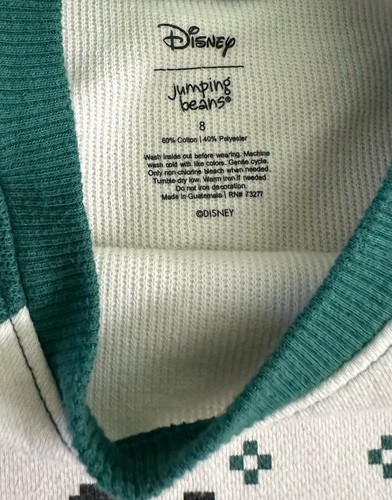 Disney
jumping
beans®
8
60% Cotton | 40% Polyester
Wash inside out before wearing. Machine
wash cold with like colors. Gentle cycle.
Only non chlorine bleach when needed.
Tumble dry low. Warm iron if needed.
Do not iron decoration.
Made in Guatemala | RN# 73277
©DISNEY